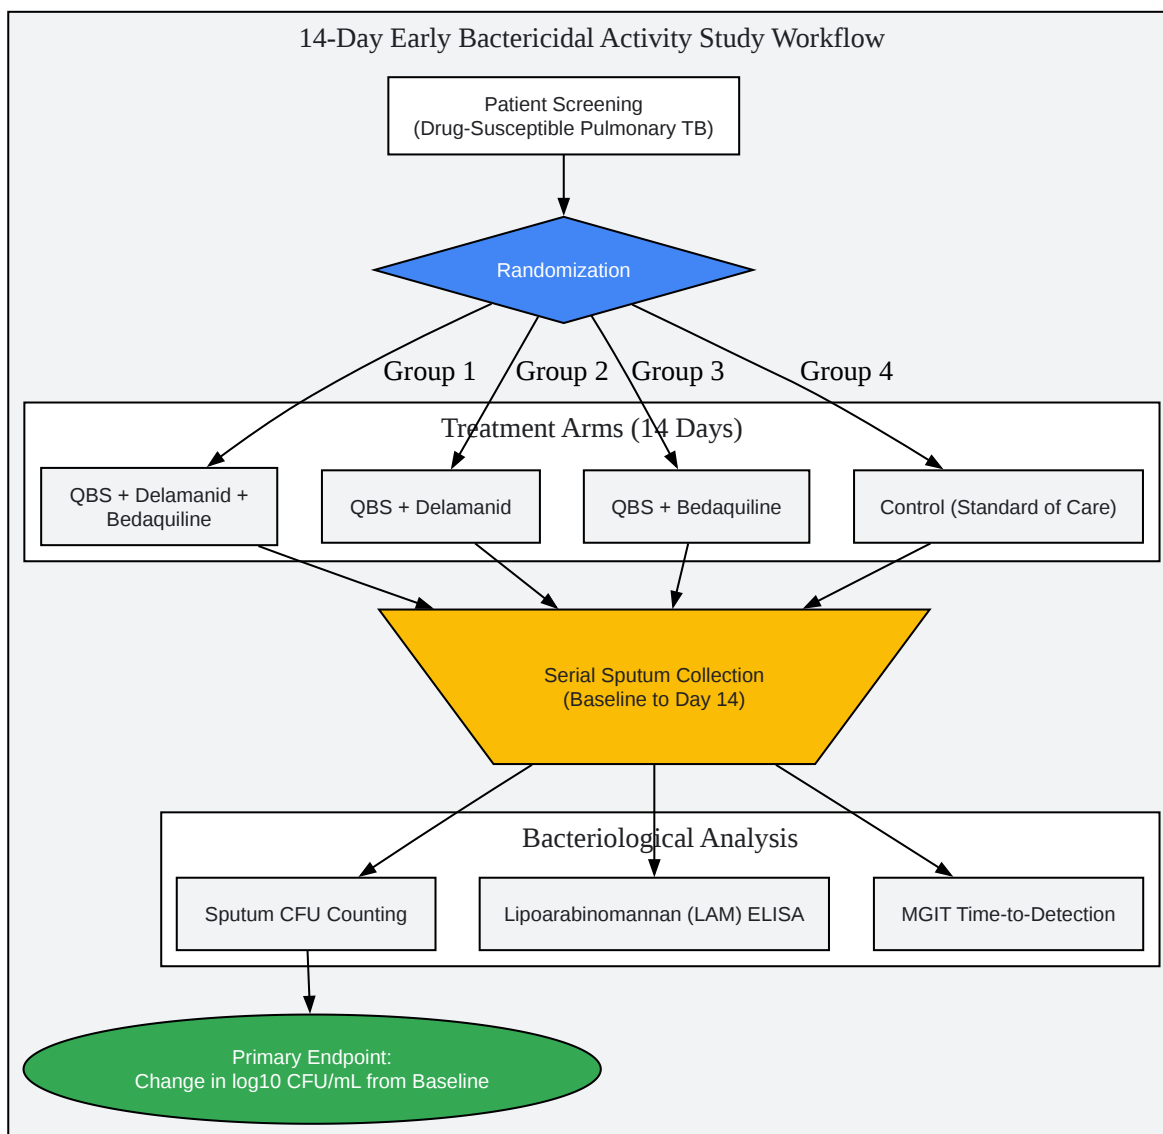 14-Day Early Bactericidal Activity Study Workflow
Patient Screening
(Drug-Susceptible Pulmonary TB)
Randomization
Group 1
Group 2
Group 3
Group 4
Treatment Arms (14 Days)
QBS + Delamanid +
Bedaquiline
QBS + Delamanid
QBS + Bedaquiline
Control (Standard of Care)
Serial Sputum Collection
(Baseline to Day 14)
Bacteriological Analysis
Sputum CFU Counting
Lipoarabinomannan (LAM) ELISA
MGIT Time-to-Detection
Primary Endpoint:
Change in log10 CFU/mL from Baseline